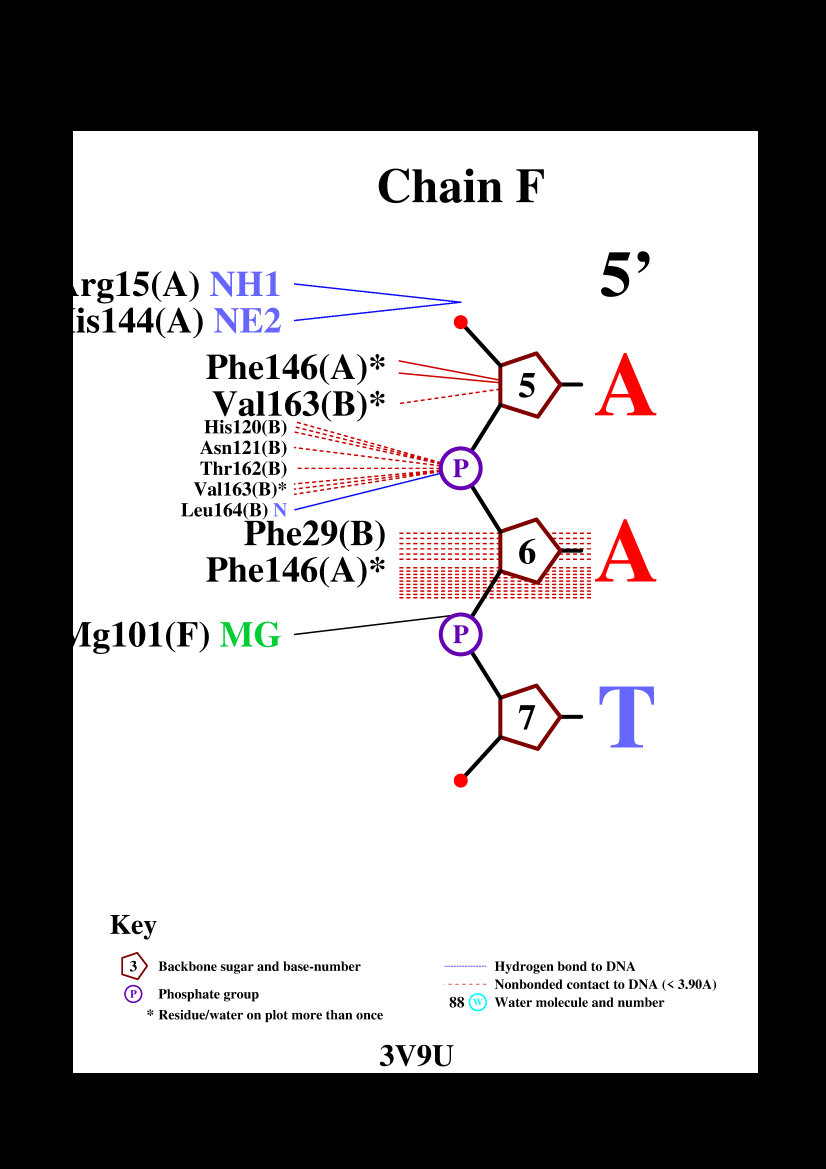 Chain F
5’
Arg15(A) NH1
His144(A) NE2
Phe146(A)*
5 A
Val163(B)*
His120(B)
Asn121(B)
Thr162(B) P
Val163(B)*
Leu164(B) N
Phe29(B)
6 A
Phe146(A)*
Mg101(F) MG P
7 T
Key
3 Backbone sugar and base-number
P Phosphate group
* Residue/water on plot more than once
Hydrogen bond to DNA
Nonbonded contact to DNA (< 3.90A)
88 W Water molecule and number
3V9U